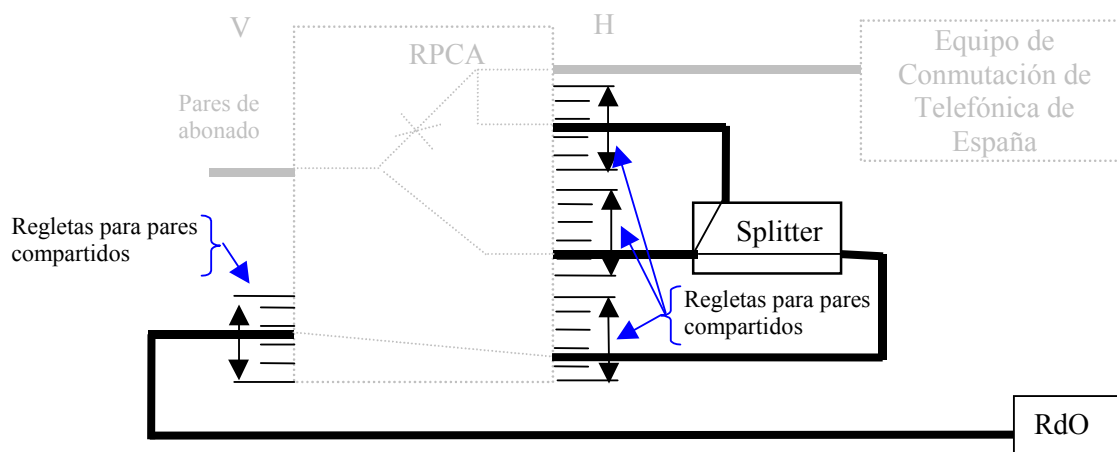 V
H
RPCA
Equipo de
Conmutación de
Telefónica de
España
Pares de
abonado
Regletas para pares
compartidos
Splitter
Regletas para pares
compartidos
RdO